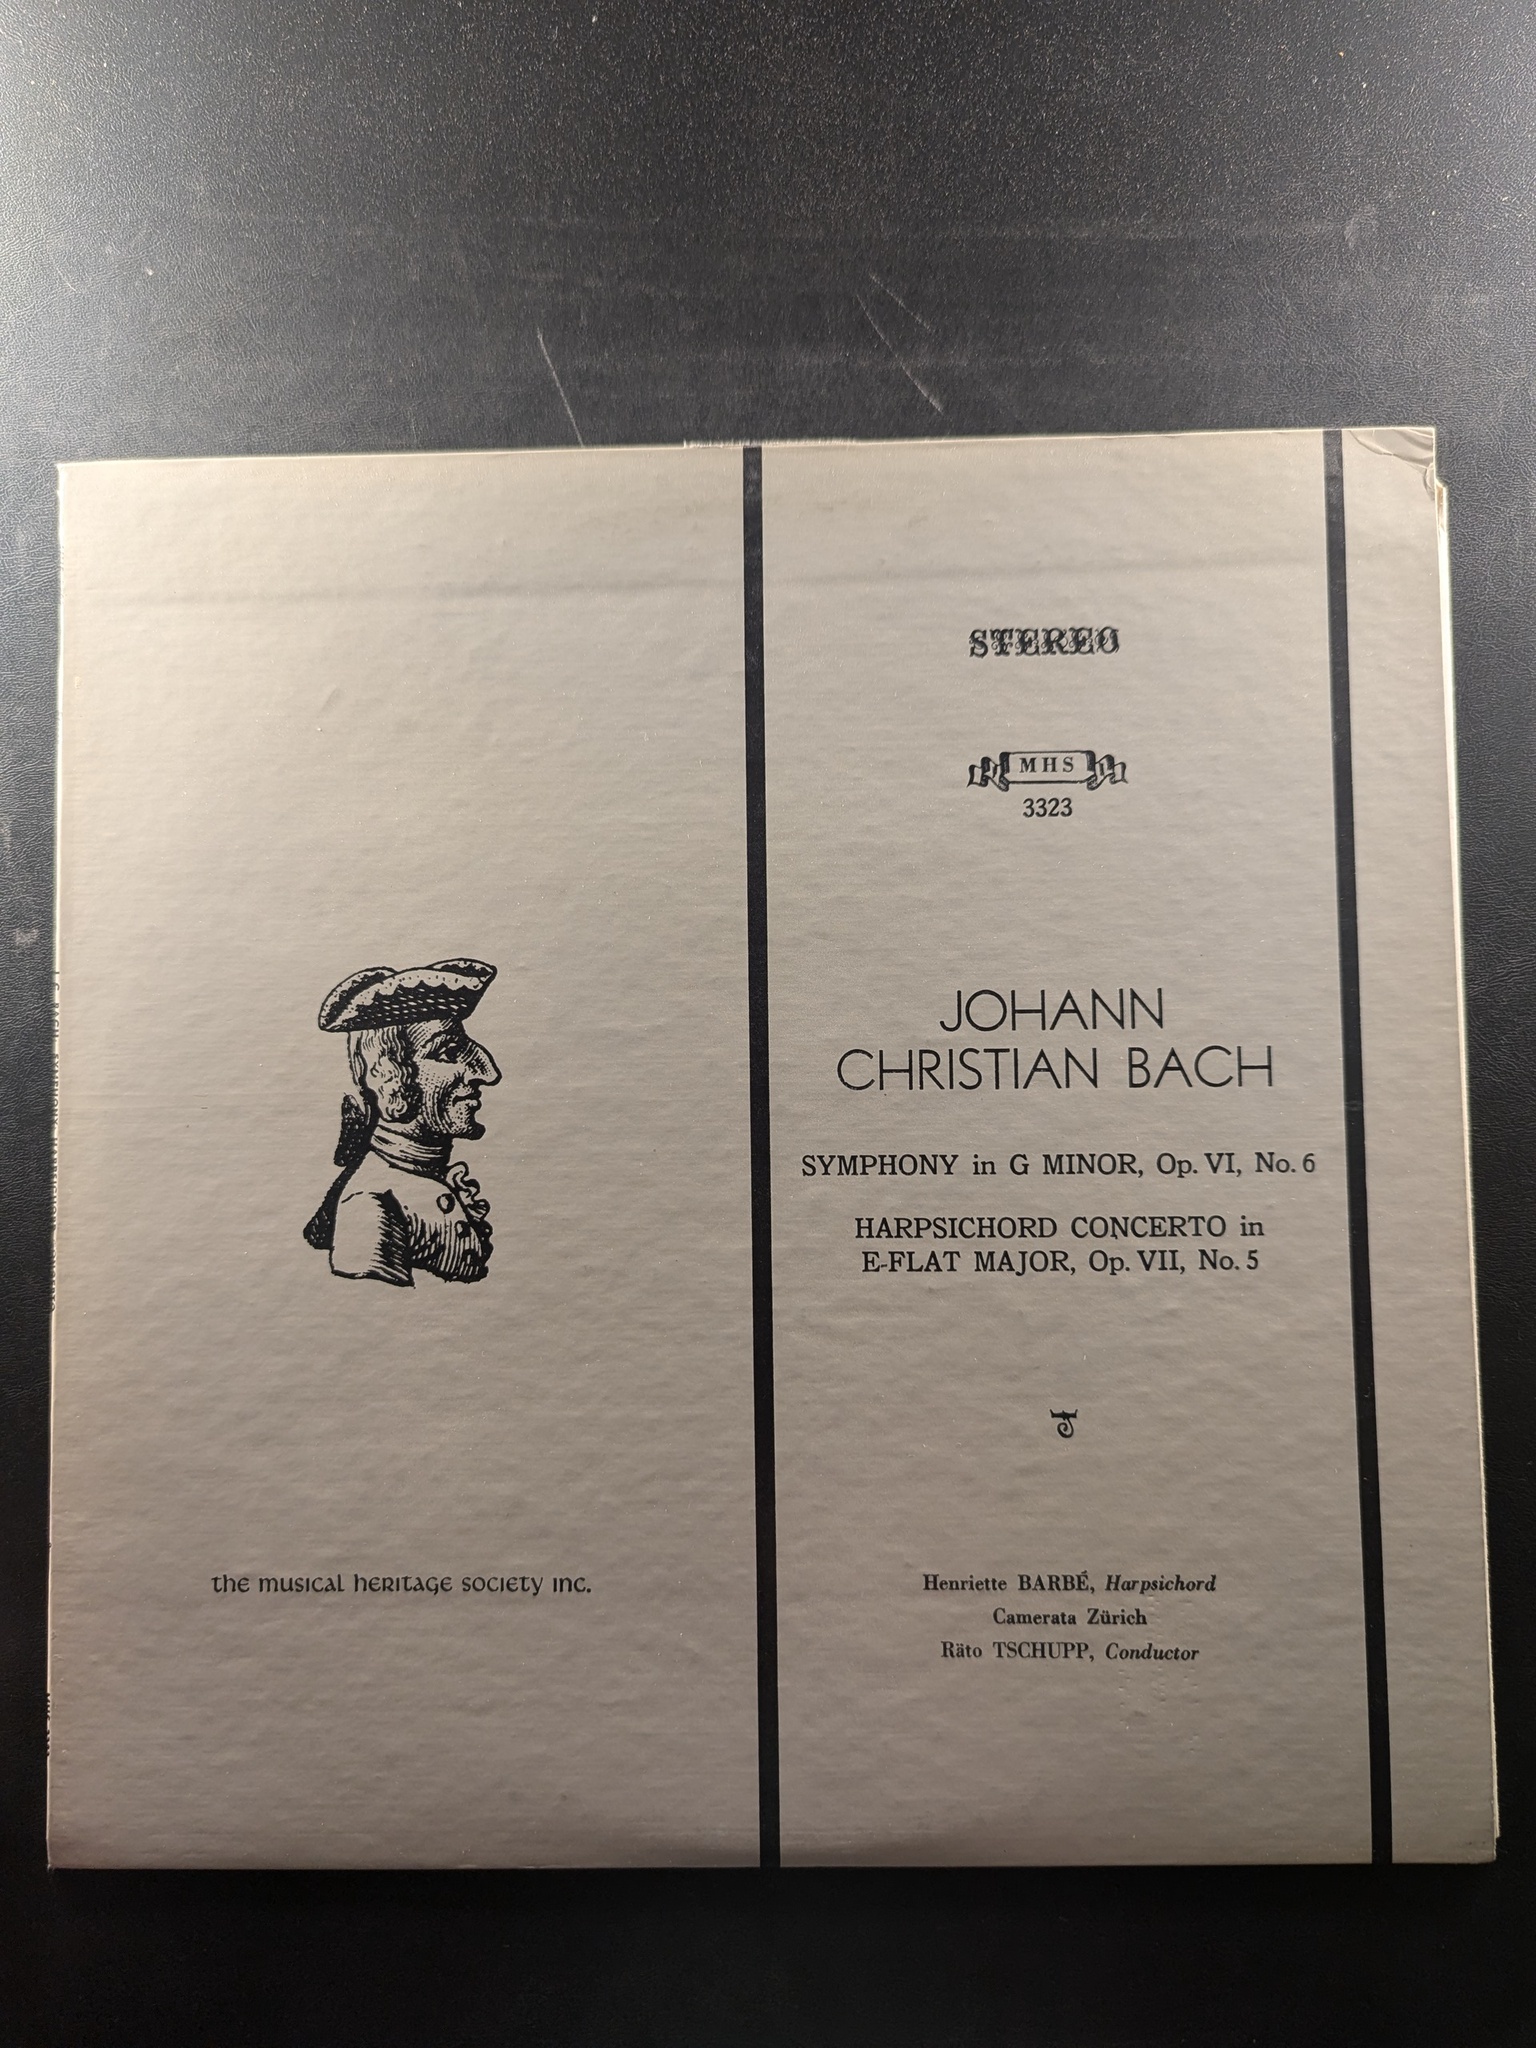 STEREO
MHS
3323
JOHANN
CHRISTIAN BACH
SYMPHONY in G MINOR, Op. VI, No. 6
HARPSICHORD CONCERTO in
E-FLAT MAJOR, Op. VII, No. 5
the musical heritage society inc.
Henriette BARBÉ, Harpsichord
Camerata Zürich
Räto TSCHUPP, Conductor